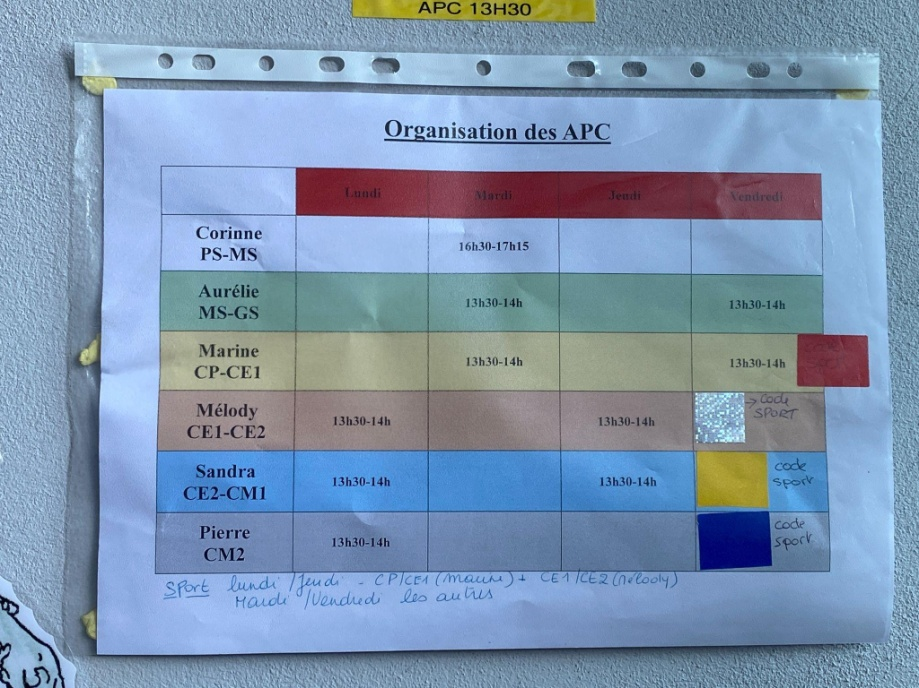 APC 13H30
Organisation des APC
Lundi Mardi Jeudi Vendredi
Corinne
PS-MS
16h30-17h15
Aurélie
MS-GS
13h30-14h 13h30-14h
Marine
CP-CE1
13h30-14h 13h30-14h
Mélody
CE1-CE2
13h30-14h 13h30-14h
→ code
SPORT
Sandra
CE2-CM1
13h30-14h 13h30-14h
code
sport
Pierre
CM2
13h30-14h
code
sport
SPORT lundi / Jeudi - CP/CE1 (Marine) + CE1/CE2 (Mélody)
Mardi / Vendredi les autres